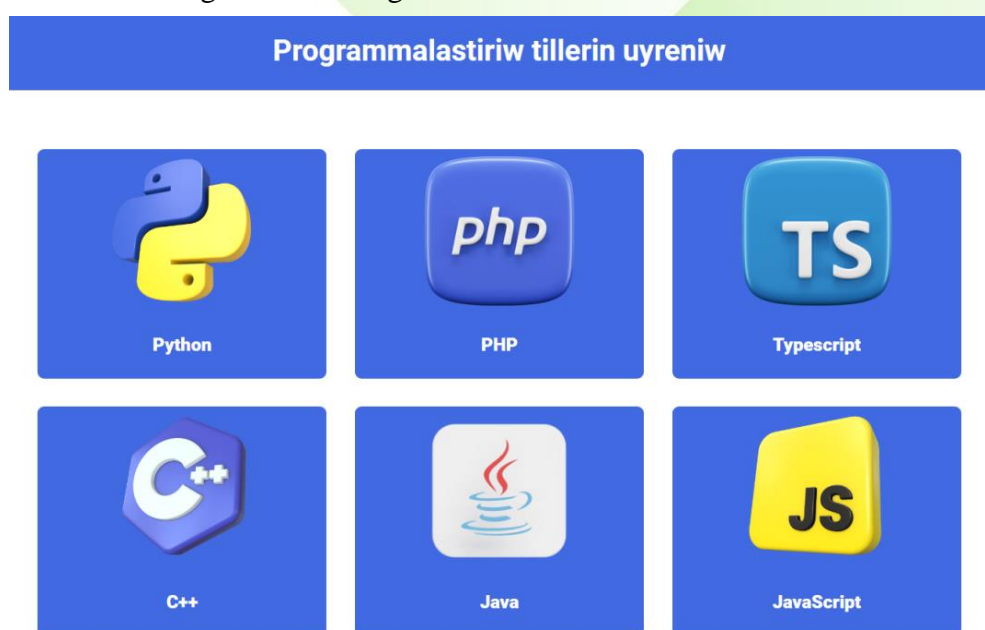 Programmalastiriw tillerin uyreniw
php
TS
Python
PHP
Typescript
C++
JS
C++
Java
JavaScript